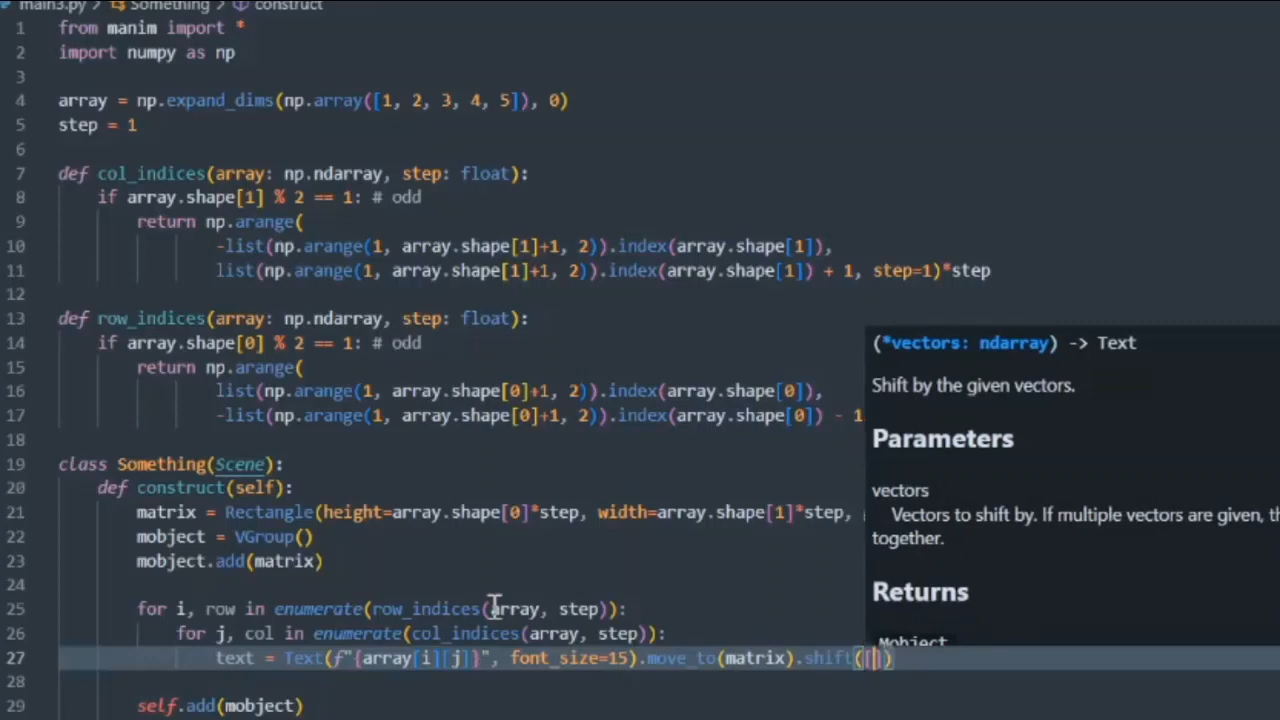 main3.py > Something > construct
1 from manim import *
2 import numpy as np
3
4 array = np.expand_dims(np.array([1, 2, 3, 4, 5]), 0)
5 step = 1
6
7 def col_indices(array: np.ndarray, step: float):
8 if array.shape[1] % 2 == 1: # odd
9 return np.arange(
10 -list(np.arange(1, array.shape[1]+1, 2)).index(array.shape[1]),
11 list(np.arange(1, array.shape[1]+1, 2)).index(array.shape[1]) + 1, step=1)*step
12
13 def row_indices(array: np.ndarray, step: float):
14 if array.shape[0] % 2 == 1: # odd
15 return np.arange(
16 list(np.arange(1, array.shape[0]+1, 2)).index(array.shape[0]),
17 -list(np.arange(1, array.shape[0]+1, 2)).index(array.shape[0]) - 1
18
19 class Something(Scene):
20 def construct(self):
21 matrix = Rectangle(height=array.shape[0]*step, width=array.shape[1]*step,
22 mobject = VGroup()
23 mobject.add(matrix)
24
25 for i, row in enumerate(row_indices(array, step)):
26 for j, col in enumerate(col_indices(array, step)):
27 text = Text(f"{array[i][j]}", font_size=15).move_to(matrix).shift([])
28
29 self.add(mobject)
(*vectors: ndarray) -> Text
Shift by the given vectors.
Parameters
vectors
Vectors to shift by. If multiple vectors are given, th
together.
Returns
Mobject